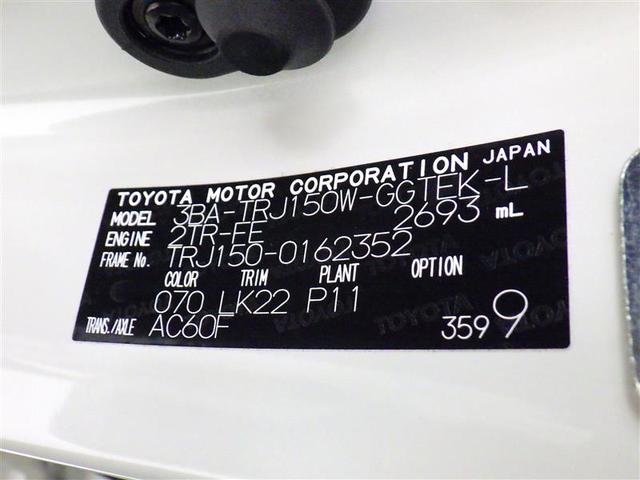 TOYOTA MOTOR CORPORATION JAPAN
MODEL 3BA-TRJ150W-GGTEK-L
ENGINE 2TR-FE 2693 mL
FRAME No. TRJ150-0162352
COLOR TRIM PLANT OPTION
070 LK22 P11
TRANS./AXLE AC60F 3599